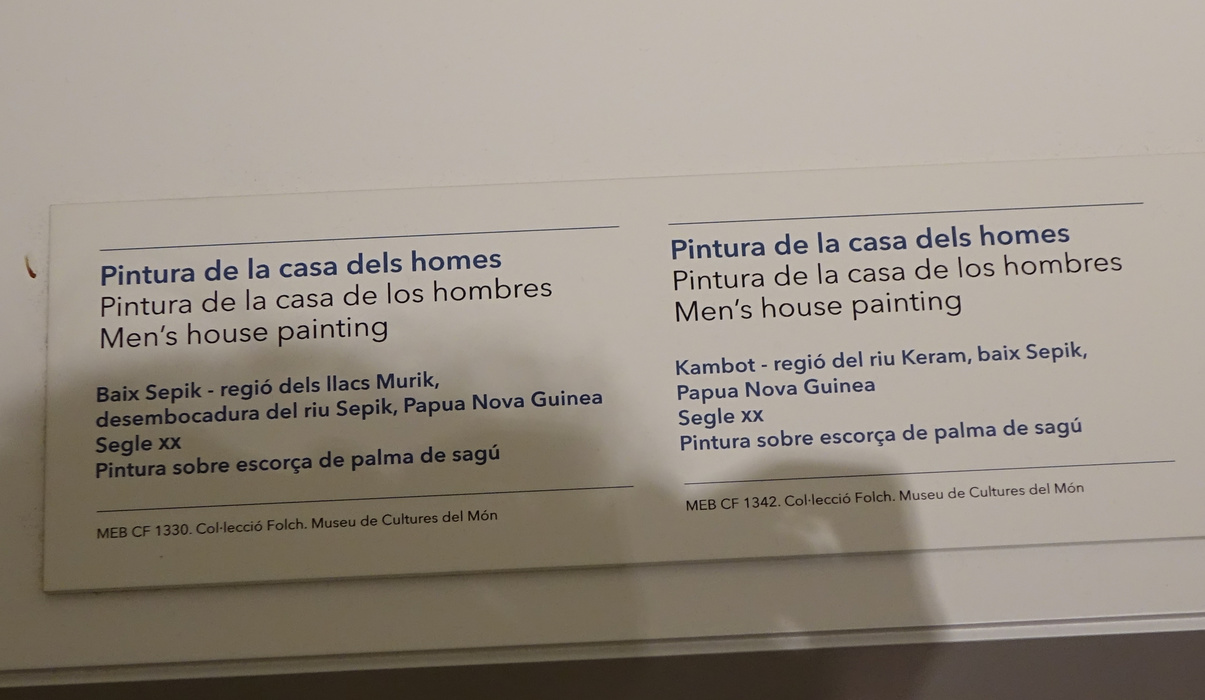 Pintura de la casa dels homes
Pintura de la casa de los hombres
Men's house painting
Baix Sepik - regió dels llacs Murik,
desembocadura del riu Sepik, Papua Nova Guinea
Segle xx
Pintura sobre escorça de palma de sagú
MEB CF 1330. Col·lecció Folch. Museu de Cultures del Món
Pintura de la casa dels homes
Pintura de la casa de los hombres
Men's house painting
Kambot - regió del riu Keram, baix Sepik,
Papua Nova Guinea
Segle xx
Pintura sobre escorça de palma de sagú
MEB CF 1342. Col·lecció Folch. Museu de Cultures del Món